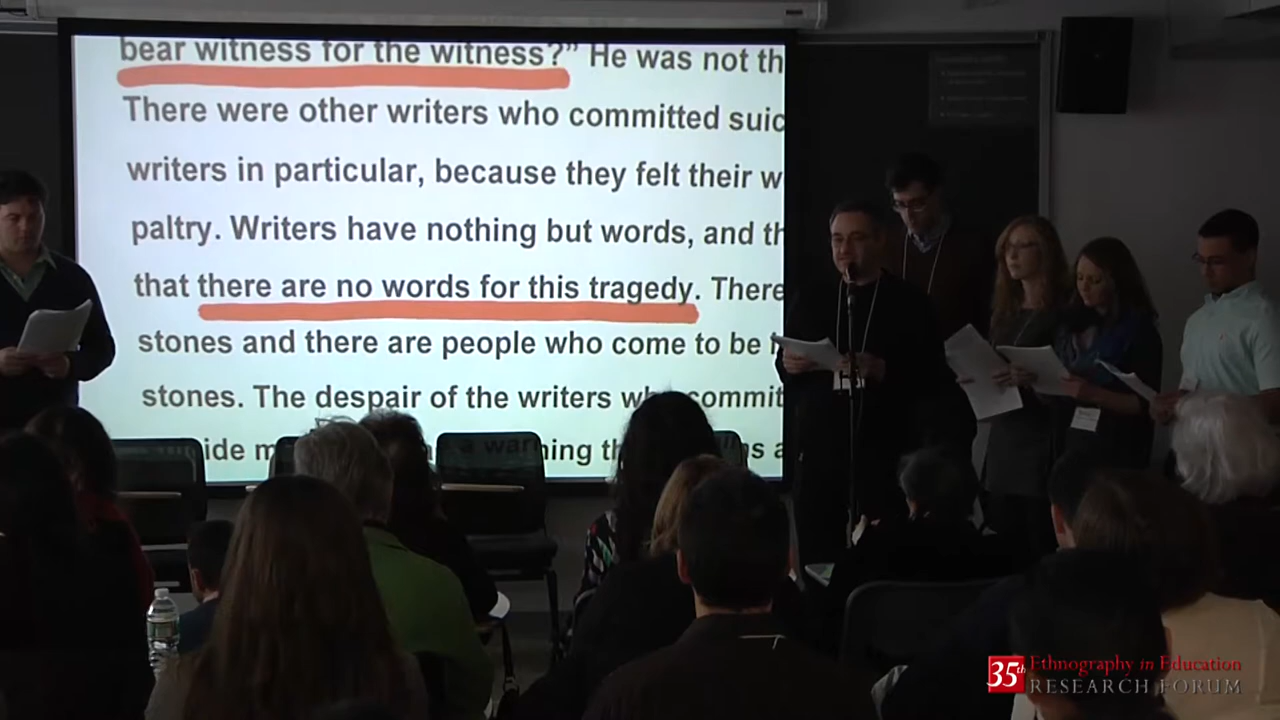 bear witness for the witness?” He was not th
There were other writers who committed suic
writers in particular, because they felt their w
paltry. Writers have nothing but words, and th
that there are no words for this tragedy. There
stones and there are people who come to be
stones. The despair of the writers commit
ide a warning
35th Ethnography in Education
RESEARCH FORUM